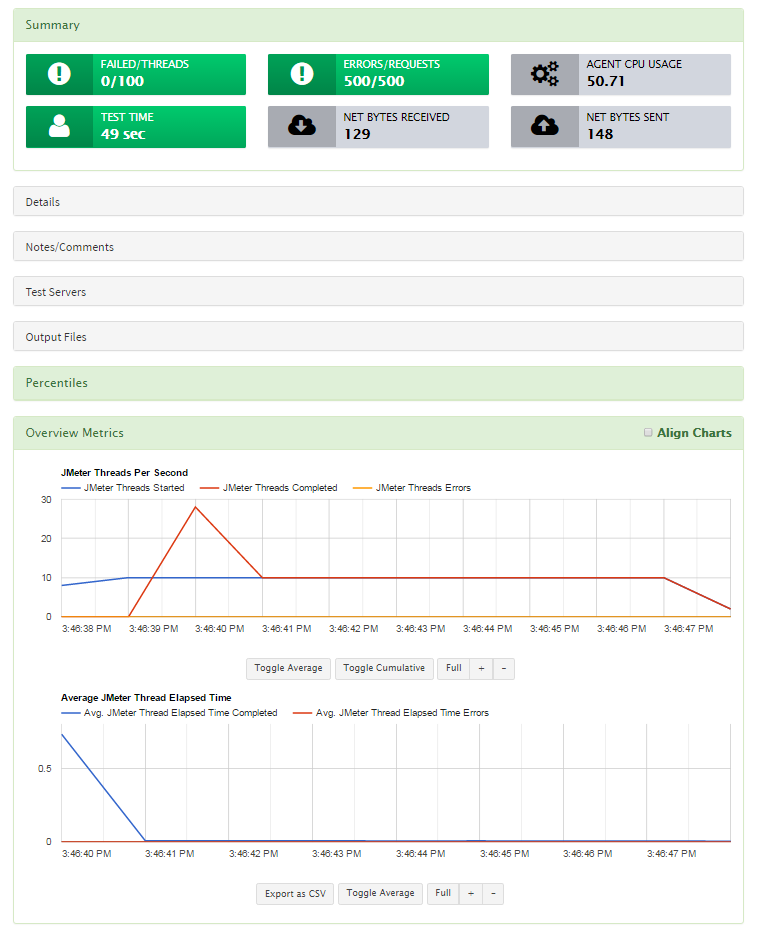 Summary
FAILED/THREADS
0/100
ERRORS/REQUESTS
500/500
AGENT CPU USAGE
50.71
TEST TIME
49 sec
NET BYTES RECEIVED
129
NET BYTES SENT
148
Details
Notes/Comments
Test Servers
Output Files
Percentiles
Overview Metrics
Align Charts
JMeter Threads Per Second
JMeter Threads Started JMeter Threads Completed JMeter Threads Errors
30
20
10
0
3:46:38 PM 3:46:39 PM 3:46:40 PM 3:46:41 PM 3:46:42 PM 3:46:43 PM 3:46:44 PM 3:46:45 PM 3:46:46 PM 3:46:47 PM
Toggle Average Toggle Cumulative Full + -
Average JMeter Thread Elapsed Time
Avg. JMeter Thread Elapsed Time Completed Avg. JMeter Thread Elapsed Time Errors
0.5
0
3:46:40 PM 3:46:41 PM 3:46:42 PM 3:46:43 PM 3:46:44 PM 3:46:45 PM 3:46:46 PM 3:46:47 PM
Export as CSV Toggle Average Full + -